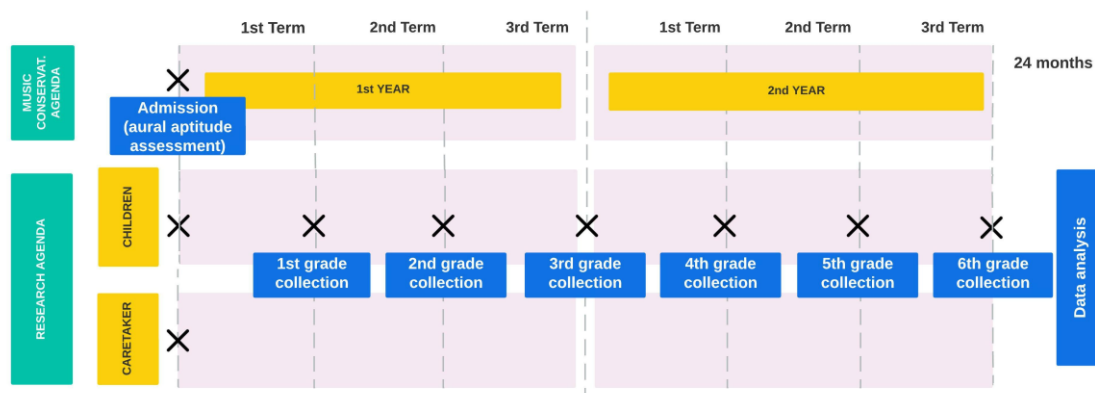 1st Term
2nd Term
3rd Term
1st Term
2nd Term
3rd Term
24 months
MUSIC
CONSERVAT.
AGENDA
1st YEAR
2nd YEAR
Admission
(aural aptitude
assessment)
RESEARCH AGENDA
CHILDREN
1st grade
collection
2nd grade
collection
3rd grade
collection
4th grade
collection
5th grade
collection
6th grade
collection
Data analysis
CARETAKER